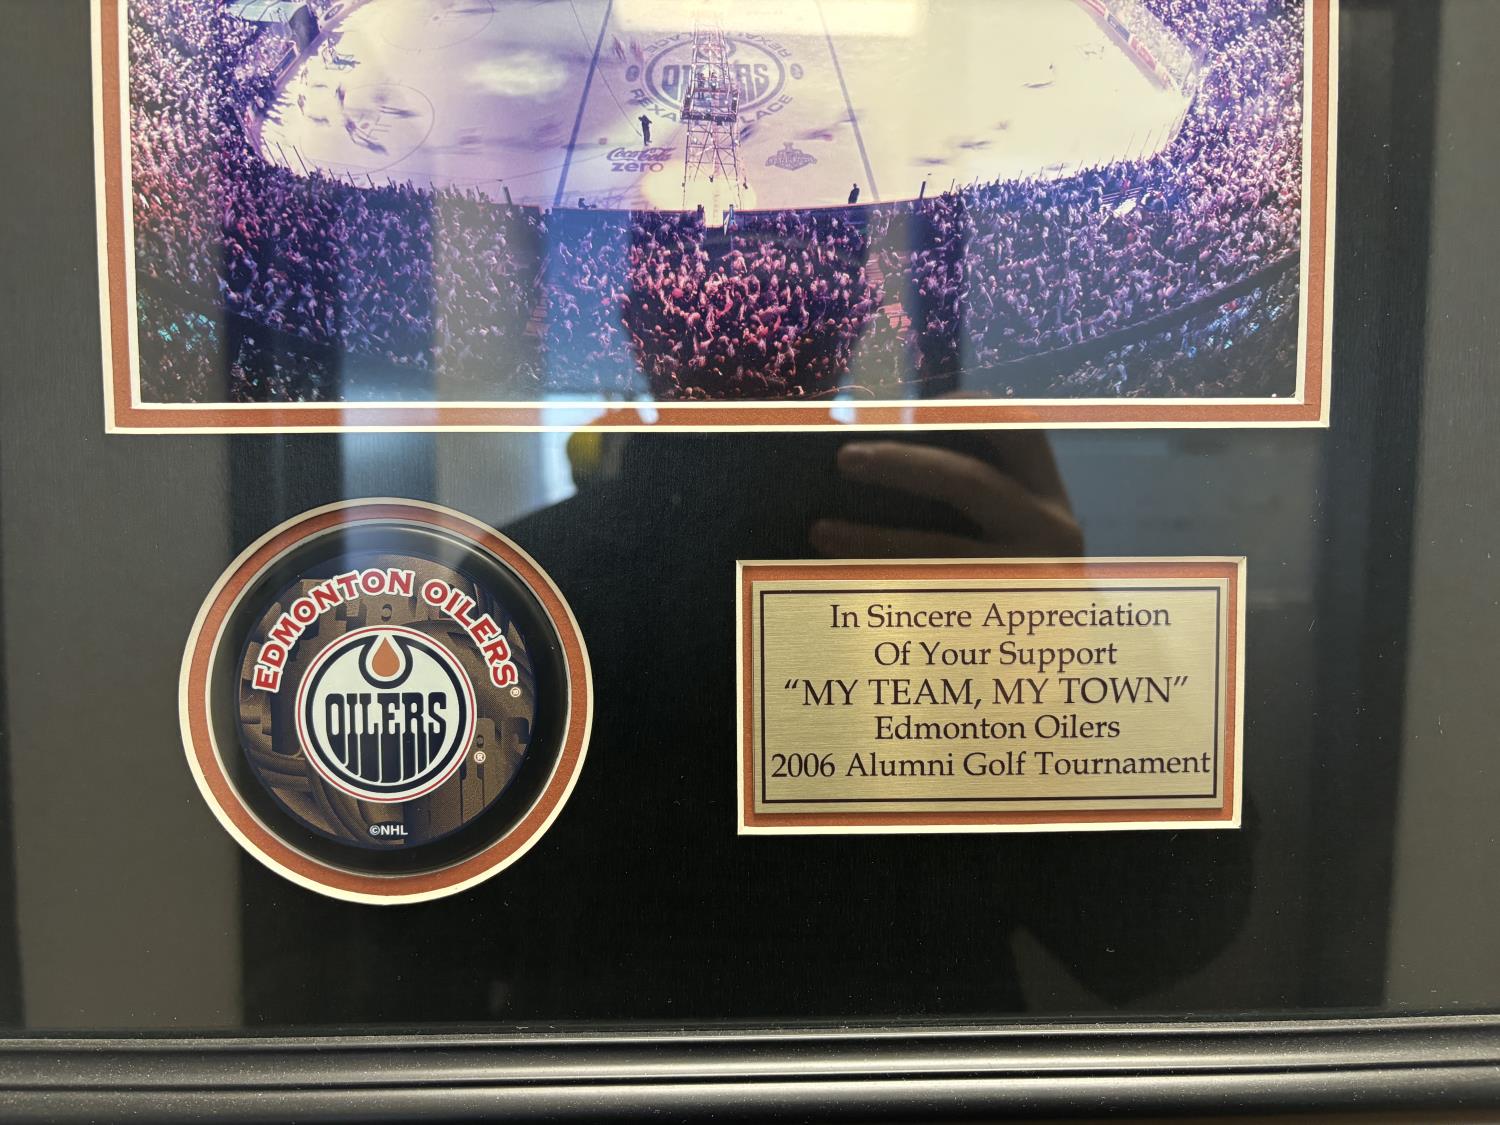 OILERS
REXALL PLACE
Coca-Cola
zero
EDMONTON OILERS
®
OILERS
®
©NHL
In Sincere Appreciation
Of Your Support
“MY TEAM, MY TOWN”
Edmonton Oilers
2006 Alumni Golf Tournament